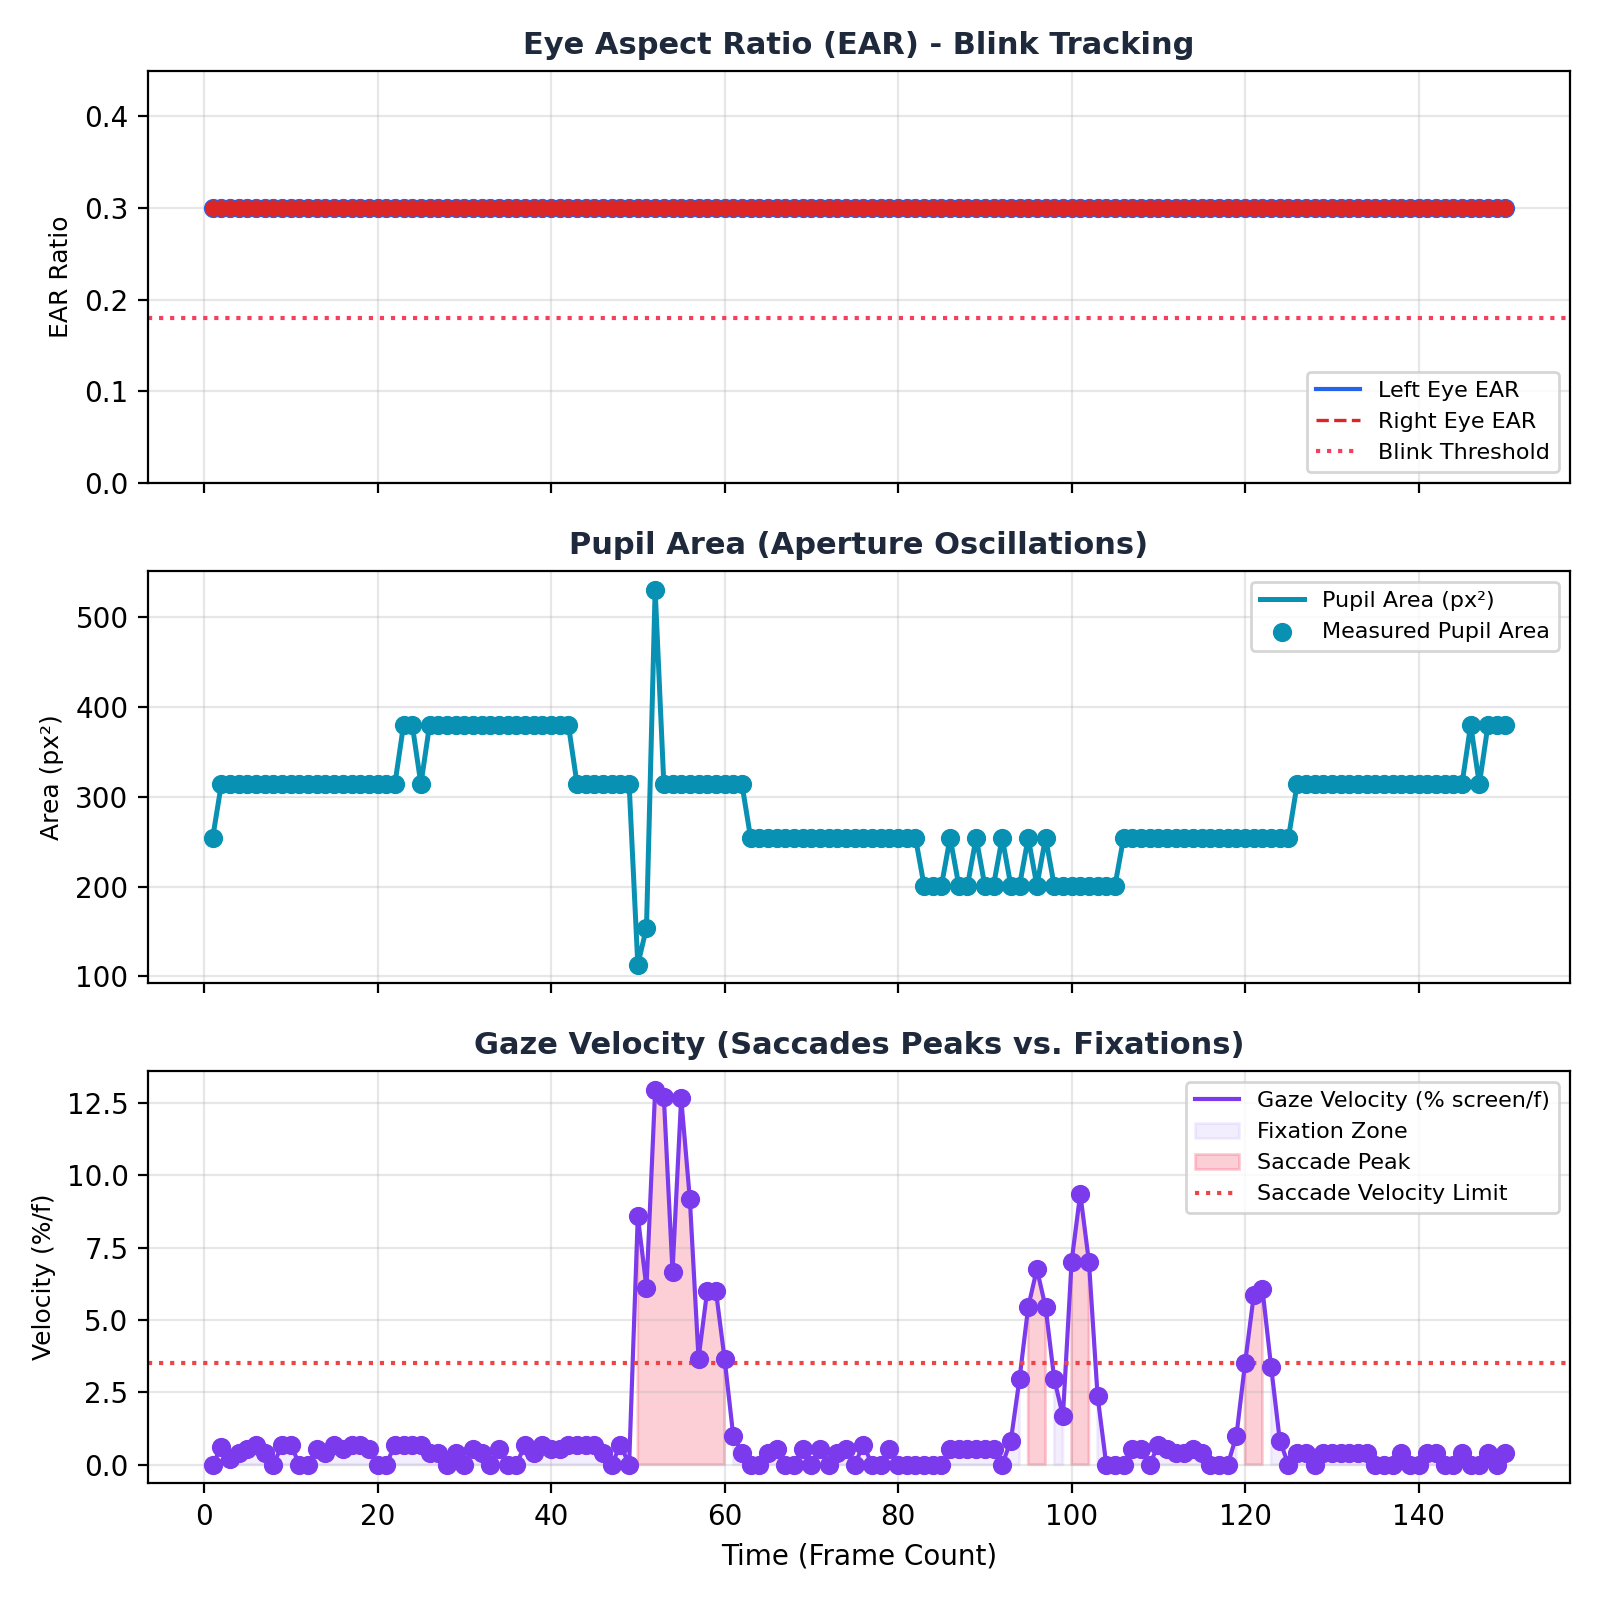 Eye Aspect Ratio (EAR) - Blink Tracking
0.4
0.3
0.2
0.1
0.0
EAR Ratio
Left Eye EAR
Right Eye EAR
Blink Threshold
Pupil Area (Aperture Oscillations)
500
400
300
200
100
Area (px²)
Pupil Area (px²)
Measured Pupil Area
Gaze Velocity (Saccades Peaks vs. Fixations)
12.5
10.0
7.5
5.0
2.5
0.0
Velocity (%/f)
Gaze Velocity (% screen/f)
Fixation Zone
Saccade Peak
Saccade Velocity Limit
0 20 40 60 80 100 120 140
Time (Frame Count)